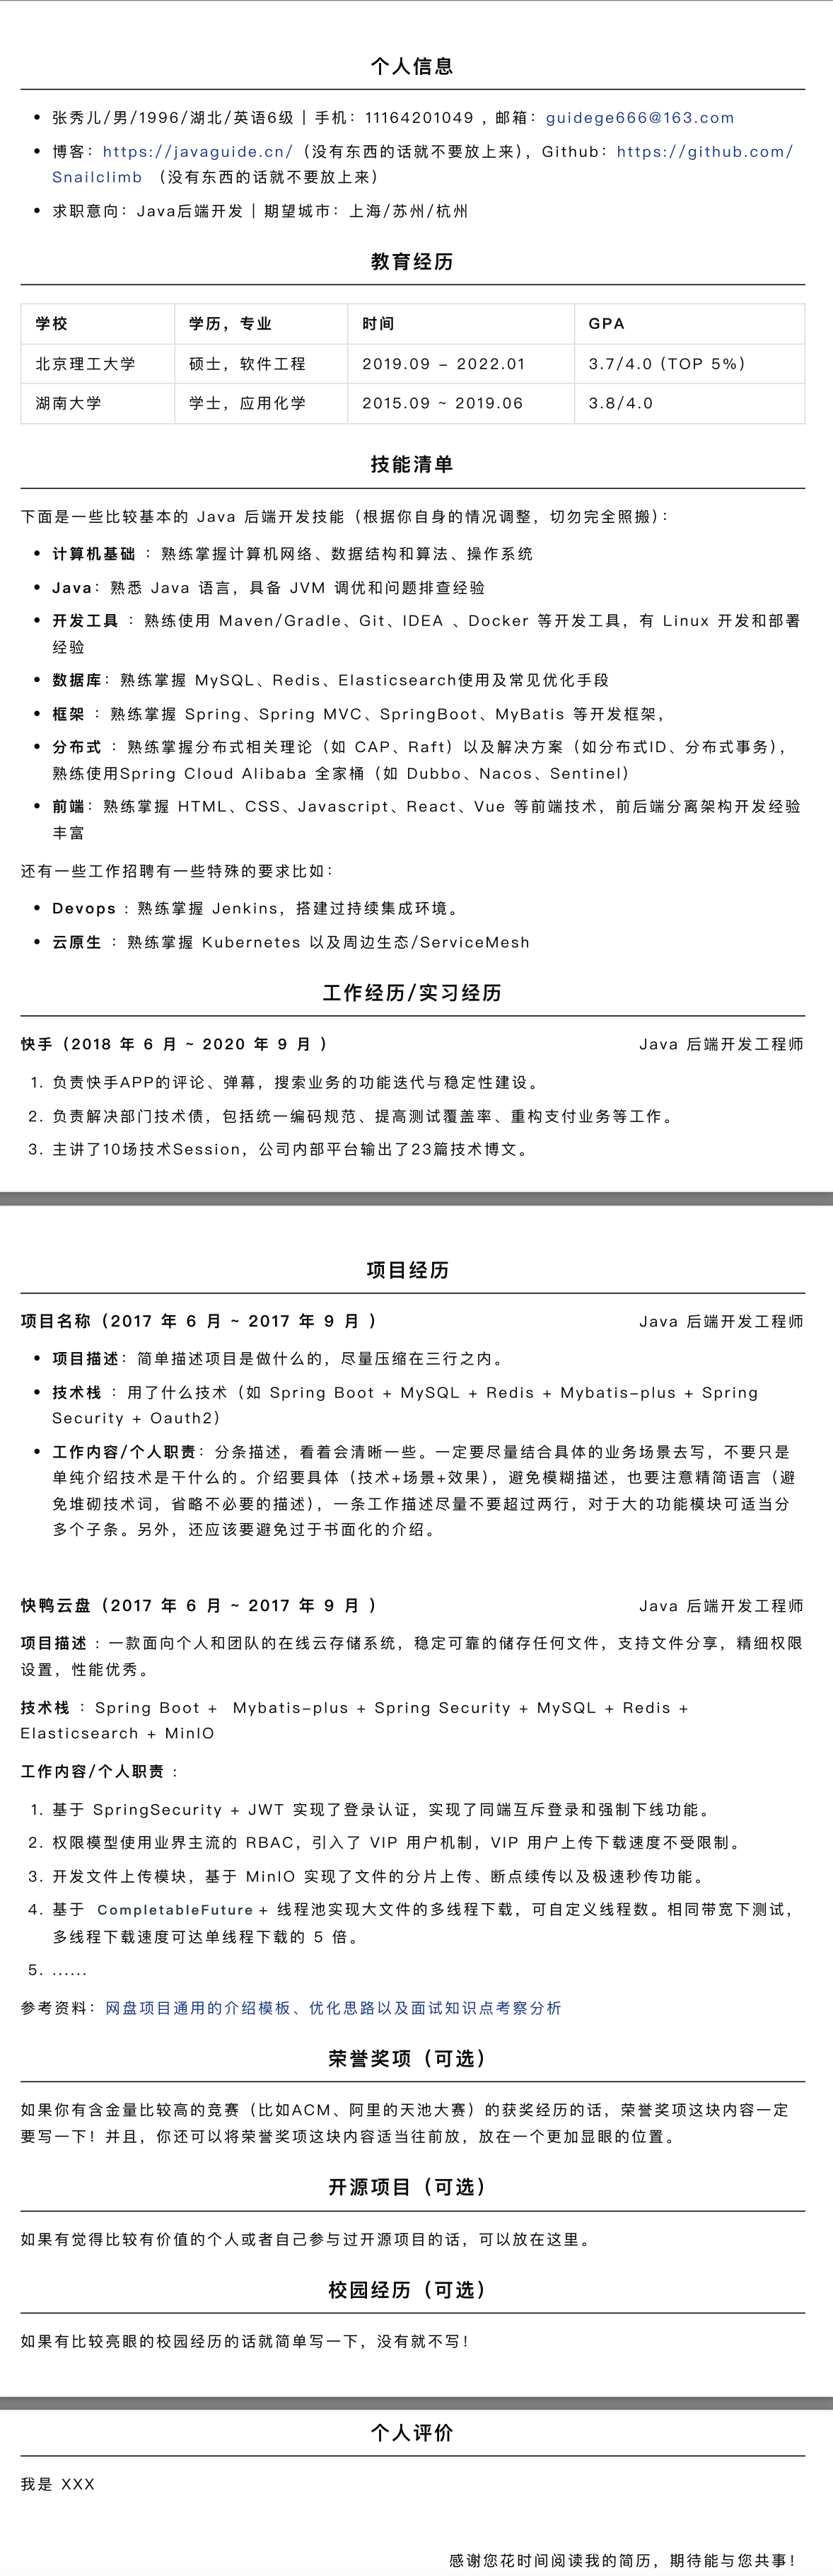 个人信息
• 张秀儿/男/1996/湖北/英语6级 | 手机：11164201049 , 邮箱：guidege666@163.com
• 博客：https://javaguide.cn/（没有东西的话就不要放上来），Github：https://github.com/
Snailclimb （没有东西的话就不要放上来）
• 求职意向：Java后端开发 | 期望城市：上海/苏州/杭州
教育经历
学校 学历，专业 时间 GPA
北京理工大学 硕士，软件工程 2019.09 – 2022.01 3.7/4.0 (TOP 5%)
湖南大学 学士，应用化学 2015.09 ~ 2019.06 3.8/4.0
技能清单
下面是一些比较基本的 Java 后端开发技能（根据你自身的情况调整，切勿完全照搬）：
• 计算机基础 ：熟练掌握计算机网络、数据结构和算法、操作系统
• Java：熟悉 Java 语言，具备 JVM 调优和问题排查经验
• 开发工具 ：熟练使用 Maven/Gradle、Git、IDEA 、Docker 等开发工具，有 Linux 开发和部署
经验
• 数据库：熟练掌握 MySQL、Redis、Elasticsearch使用及常见优化手段
• 框架 ：熟练掌握 Spring、Spring MVC、SpringBoot、MyBatis 等开发框架，
• 分布式 ：熟练掌握分布式相关理论（如 CAP、Raft）以及解决方案（如分布式ID、分布式事务），
熟练使用Spring Cloud Alibaba 全家桶（如 Dubbo、Nacos、Sentinel）
• 前端：熟练掌握 HTML、CSS、Javascript、React、Vue 等前端技术，前后端分离架构开发经验
丰富
还有一些工作招聘有一些特殊的要求比如：
• Devops ：熟练掌握 Jenkins，搭建过持续集成环境。
• 云原生 ：熟练掌握 Kubernetes 以及周边生态/ServiceMesh
工作经历/实习经历
快手（2018 年 6 月 ~ 2020 年 9 月 ） Java 后端开发工程师
1. 负责快手APP的评论、弹幕，搜索业务的功能迭代与稳定性建设。
2. 负责解决部门技术债，包括统一编码规范、提高测试覆盖率、重构支付业务等工作。
3. 主讲了10场技术Session，公司内部平台输出了23篇技术博文。
项目经历
项目名称（2017 年 6 月 ~ 2017 年 9 月 ） Java 后端开发工程师
• 项目描述：简单描述项目是做什么的，尽量压缩在三行之内。
• 技术栈 ：用了什么技术（如 Spring Boot + MySQL + Redis + Mybatis-plus + Spring
Security + Oauth2）
• 工作内容/个人职责：分条描述，看着会清晰一些。一定要尽量结合具体的业务场景去写，不要只是
单纯介绍技术是干什么的。介绍要具体（技术+场景+效果），避免模糊描述，也要注意精简语言（避
免堆砌技术词，省略不必要的描述），一条工作描述尽量不要超过两行，对于大的功能模块可适当分
多个子条。另外，还应该要避免过于书面化的介绍。
快鸭云盘（2017 年 6 月 ~ 2017 年 9 月 ） Java 后端开发工程师
项目描述 ：一款面向个人和团队的在线云存储系统，稳定可靠的储存任何文件，支持文件分享，精细权限
设置，性能优秀。
技术栈 ：Spring Boot + Mybatis-plus + Spring Security + MySQL + Redis +
Elasticsearch + MinIO
工作内容/个人职责 ：
1. 基于 SpringSecurity + JWT 实现了登录认证，实现了同端互斥登录和强制下线功能。
2. 权限模型使用业界主流的 RBAC，引入了 VIP 用户机制，VIP 用户上传下载速度不受限制。
3. 开发文件上传模块，基于 MinIO 实现了文件的分片上传、断点续传以及极速秒传功能。
4. 基于 CompletableFuture + 线程池实现大文件的多线程下载，可自定义线程数。相同带宽下测试，
多线程下载速度可达单线程下载的 5 倍。
5. ......
参考资料：网盘项目通用的介绍模板、优化思路以及面试知识点考察分析
荣誉奖项（可选）
如果你有含金量比较高的竞赛（比如ACM、阿里的天池大赛）的获奖经历的话，荣誉奖项这块内容一定
要写一下！并且，你还可以将荣誉奖项这块内容适当往前放，放在一个更加显眼的位置。
开源项目（可选）
如果有觉得比较有价值的个人或者自己参与过开源项目的话，可以放在这里。
校园经历（可选）
如果有比较亮眼的校园经历的话就简单写一下，没有就不写！
个人评价
我是 XXX
感谢您花时间阅读我的简历，期待能与您共事！